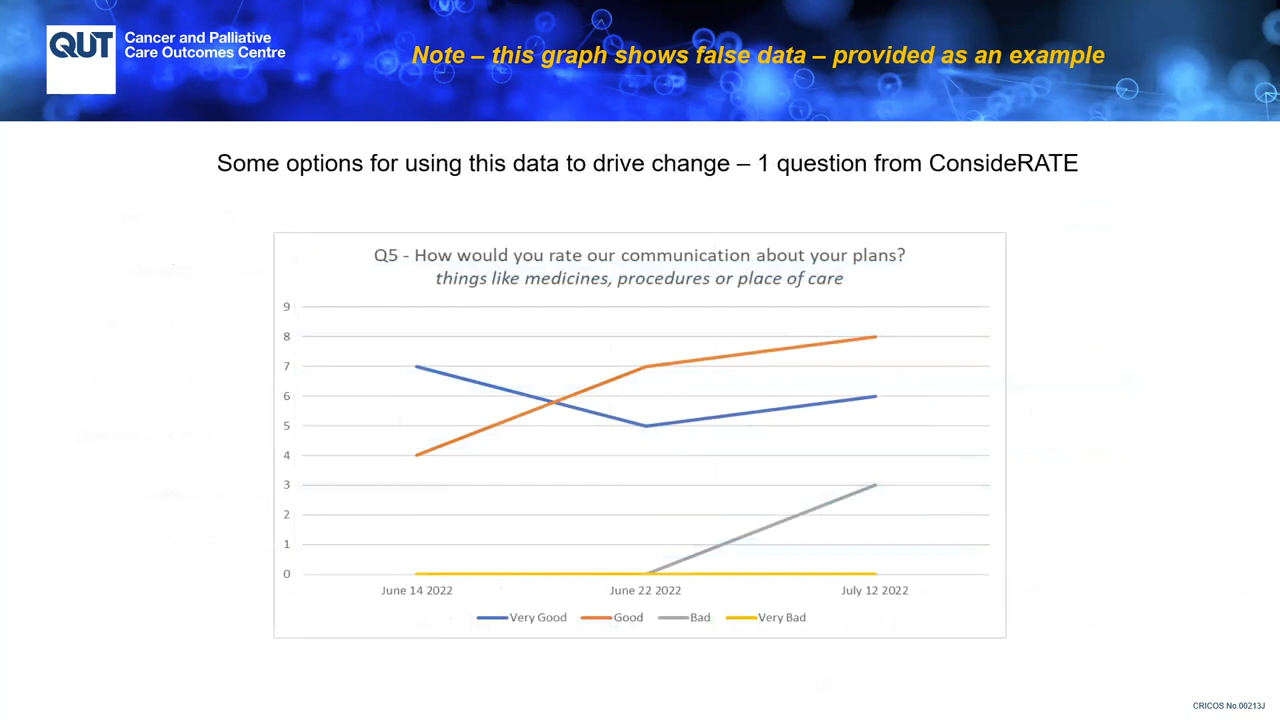 QUT
Cancer and Palliative
Care Outcomes Centre
Note – this graph shows false data – provided as an example
Some options for using this data to drive change – 1 question from ConsideRATE
Q5 - How would you rate our communication about your plans?
things like medicines, procedures or place of care
9
8
7
6
5
4
3
2
1
0
June 14 2022 June 22 2022 July 12 2022
Very Good Good Bad Very Bad
CRICOS No.00213J